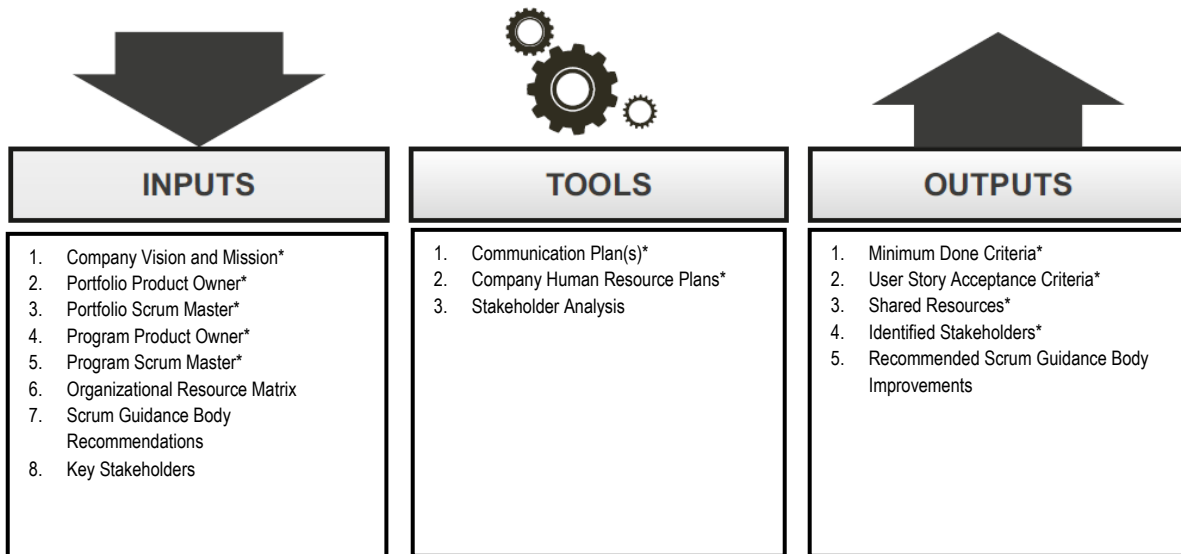 INPUTS
1. Company Vision and Mission*
2. Portfolio Product Owner*
3. Portfolio Scrum Master*
4. Program Product Owner*
5. Program Scrum Master*
6. Organizational Resource Matrix
7. Scrum Guidance Body
Recommendations
8. Key Stakeholders
TOOLS
1. Communication Plan(s)*
2. Company Human Resource Plans*
3. Stakeholder Analysis
OUTPUTS
1. Minimum Done Criteria*
2. User Story Acceptance Criteria*
3. Shared Resources*
4. Identified Stakeholders*
5. Recommended Scrum Guidance Body
Improvements